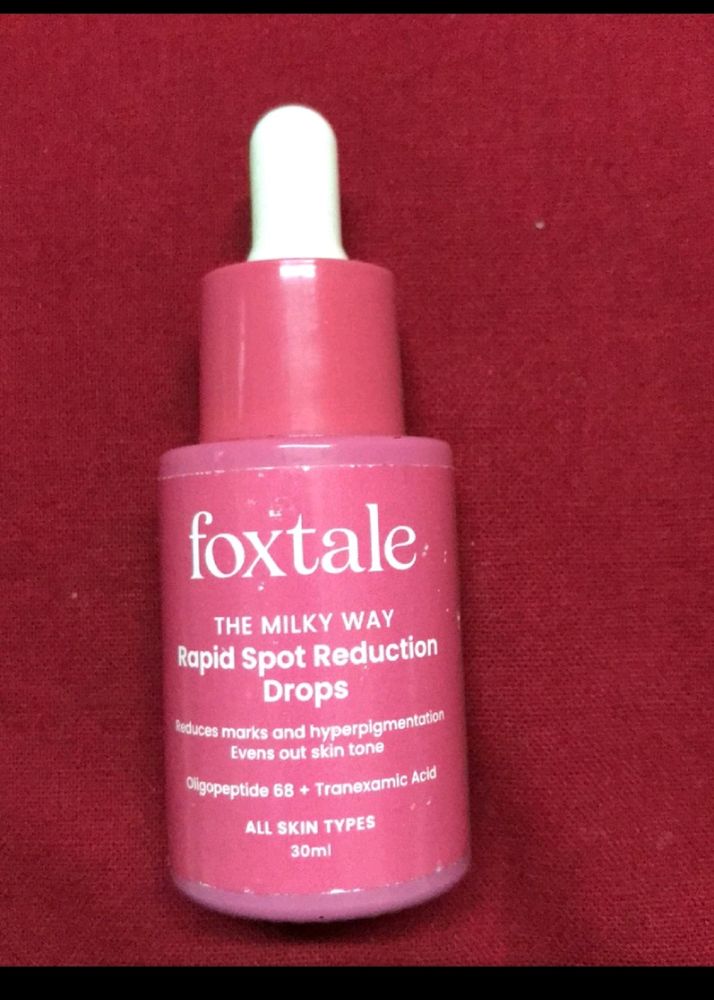 foxtale
THE MILKY WAY
Rapid Spot Reduction
Drops
Reduces marks and hyperpigmentation
Evens out skin tone
Oligopeptide 68 + Tranexamic Acid
ALL SKIN TYPES
30ml